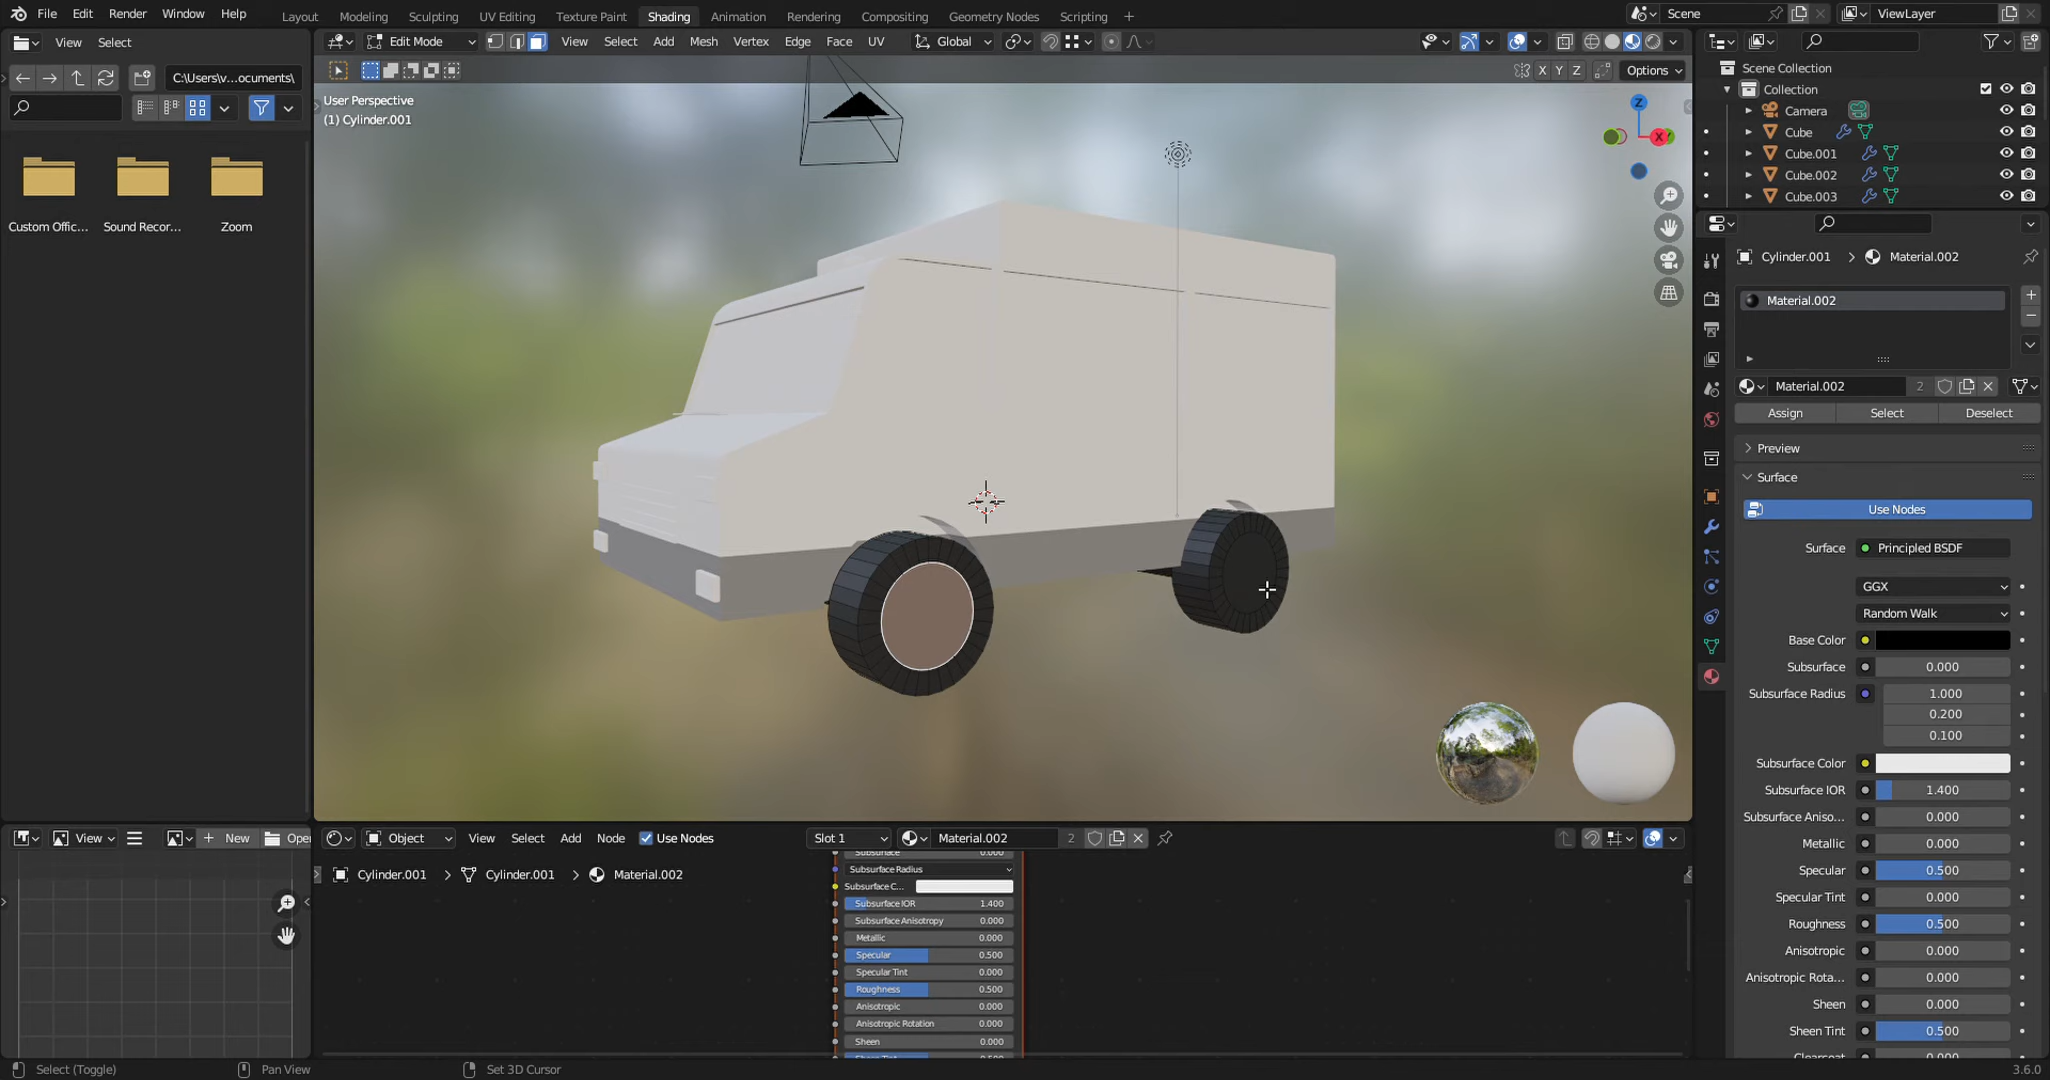 File Edit Render Window Help
Layout Modeling Sculpting UV Editing Texture Paint Shading Animation Rendering Compositing Geometry Nodes Scripting +
Scene
ViewLayer
View Select
Edit Mode
View Select Add Mesh Vertex Edge Face UV
Global
C:\Users\v...ocuments\
X Y Z
Options
Custom Offic...
Sound Recor...
Zoom
User Perspective
(1) Cylinder.001
Z
X
Scene Collection
Collection
Camera
Cube
Cube.001
Cube.002
Cube.003
Cylinder.001 > Material.002
Material.002
Material.002 2
Assign Select Deselect
Preview
Surface
Use Nodes
Surface Principled BSDF
GGX
Random Walk
Base Color
Subsurface 0.000
Subsurface Radius 1.000
0.200
0.100
Subsurface Color
Subsurface IOR 1.400
Subsurface Aniso... 0.000
Metallic 0.000
Specular 0.500
Specular Tint 0.000
Roughness 0.500
Anisotropic 0.000
Anisotropic Rota... 0.000
Sheen 0.000
Sheen Tint 0.500
View
New
Open
Object
View Select Add Node
Use Nodes
Slot 1
Material.002 2
Cylinder.001 > Cylinder.001 > Material.002
Subsurface 0.000
Subsurface Radius
Subsurface C...
Subsurface IOR 1.400
Subsurface Anisotropy 0.000
Metallic 0.000
Specular 0.500
Specular Tint 0.000
Roughness 0.500
Anisotropic 0.000
Anisotropic Rotation 0.000
Sheen 0.000
Select (Toggle)
Pan View
Set 3D Cursor
3.6.0